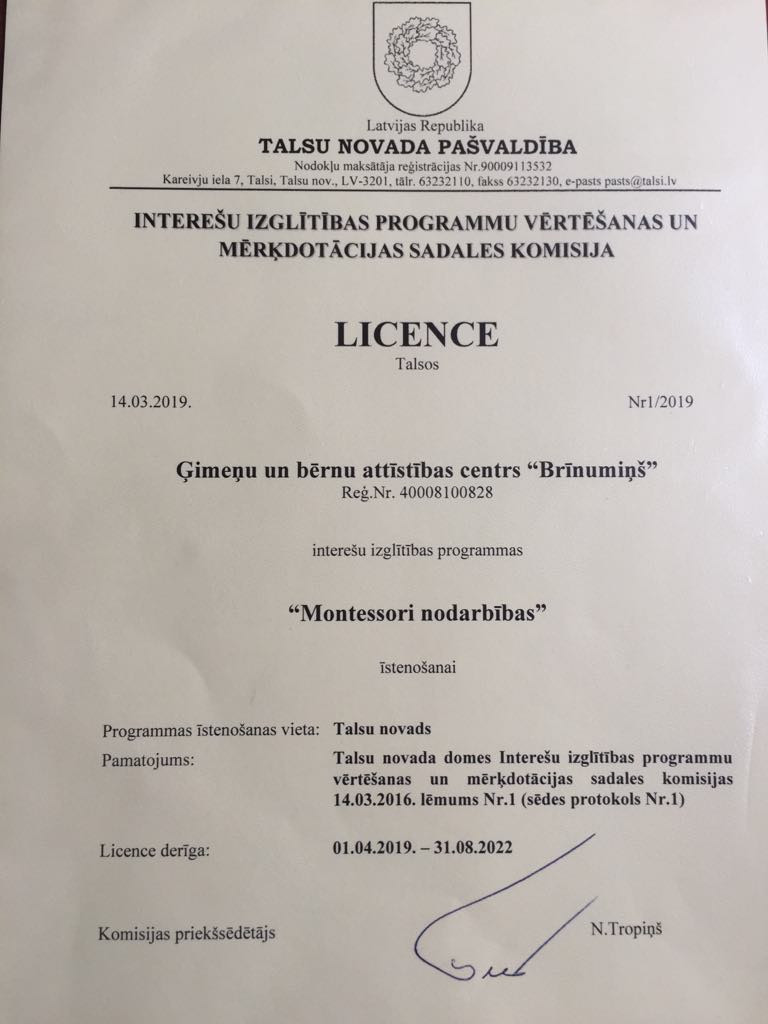 Latvijas Republika
TALSU NOVADA PAŠVALDĪBA
Nodokļu maksātāja reģistrācijas Nr.90009113532
Kareivju iela 7, Talsi, Talsu nov., LV-3201, tālr. 63232110, fakss 63232130, e-pasts pasts@talsi.lv
INTEREŠU IZGLĪTĪBAS PROGRAMMU VĒRTĒŠANAS UN
MĒRĶDOTĀCIJAS SADALES KOMISIJA
LICENCE
Talsos
14.03.2019. Nr1/2019
Ģimeņu un bērnu attīstības centrs “Brīnumiņš”
Reģ.Nr. 40008100828
interešu izglītības programmas
“Montessori nodarbības”
īstenošanai
Programmas īstenošanas vieta: Talsu novads
Pamatojums: Talsu novada domes Interešu izglītības programmu
vērtēšanas un mērķdotācijas sadales komisijas
14.03.2016. lēmums Nr.1 (sēdes protokols Nr.1)
Licence derīga: 01.04.2019. – 31.08.2022
Komisijas priekšsēdētājs N.Tropiņš